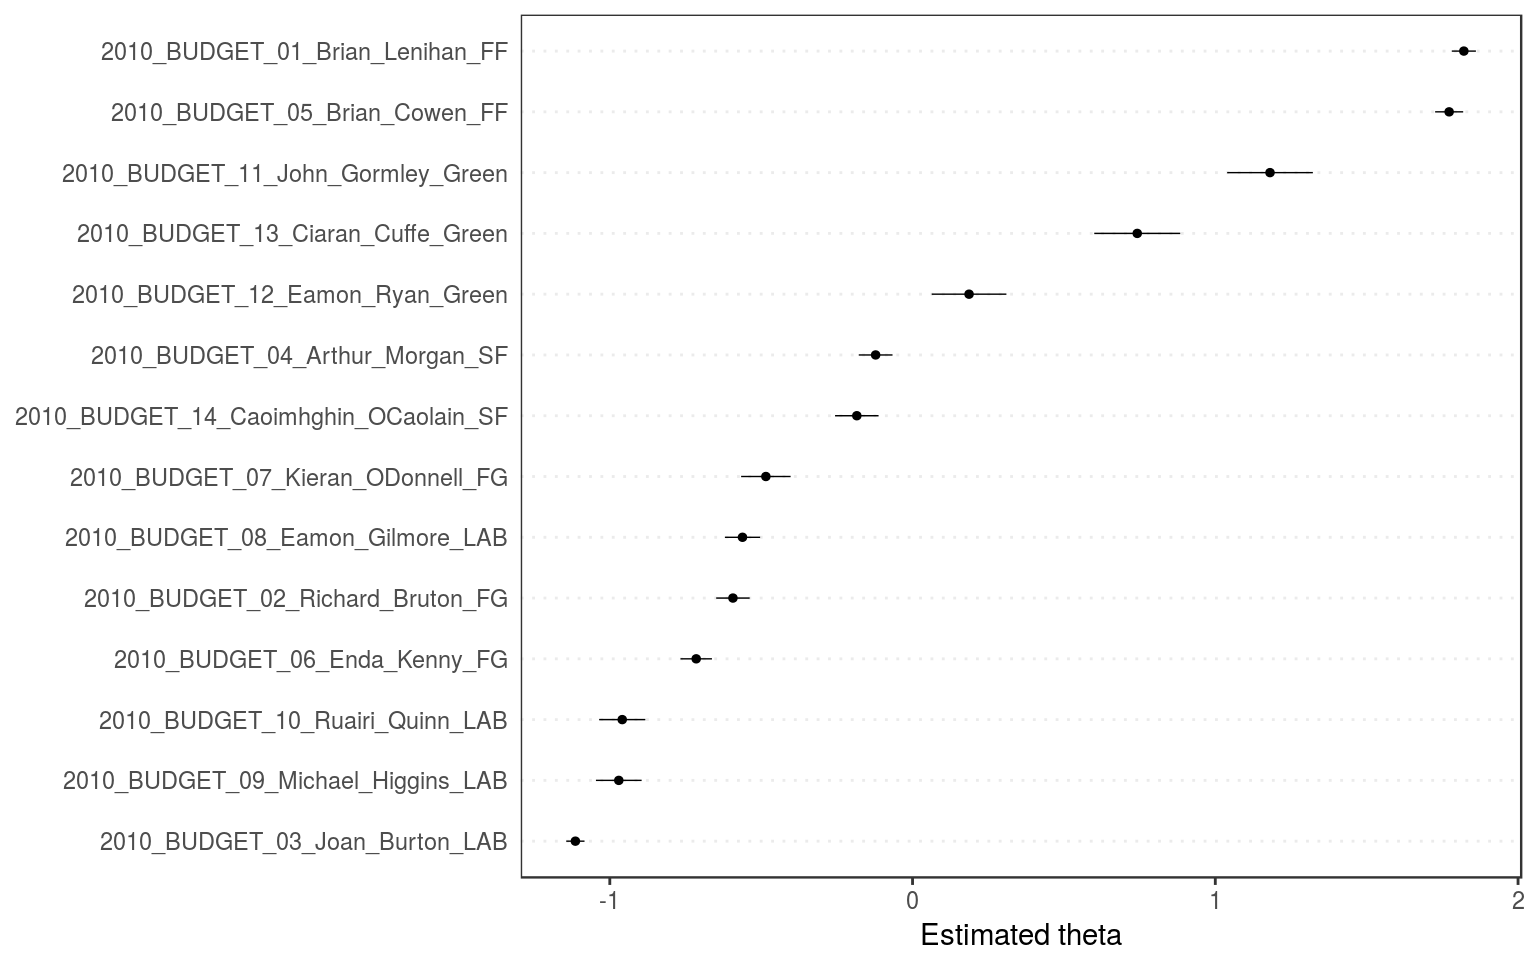 2010_BUDGET_01_Brian_Lenihan_FF
2010_BUDGET_05_Brian_Cowen_FF
2010_BUDGET_11_John_Gormley_Green
2010_BUDGET_13_Ciaran_Cuffe_Green
2010_BUDGET_12_Eamon_Ryan_Green
2010_BUDGET_04_Arthur_Morgan_SF
2010_BUDGET_14_Caoimhghin_OCaolain_SF
2010_BUDGET_07_Kieran_ODonnell_FG
2010_BUDGET_08_Eamon_Gilmore_LAB
2010_BUDGET_02_Richard_Bruton_FG
2010_BUDGET_06_Enda_Kenny_FG
2010_BUDGET_10_Ruairi_Quinn_LAB
2010_BUDGET_09_Michael_Higgins_LAB
2010_BUDGET_03_Joan_Burton_LAB
-1 0 1 2
Estimated theta